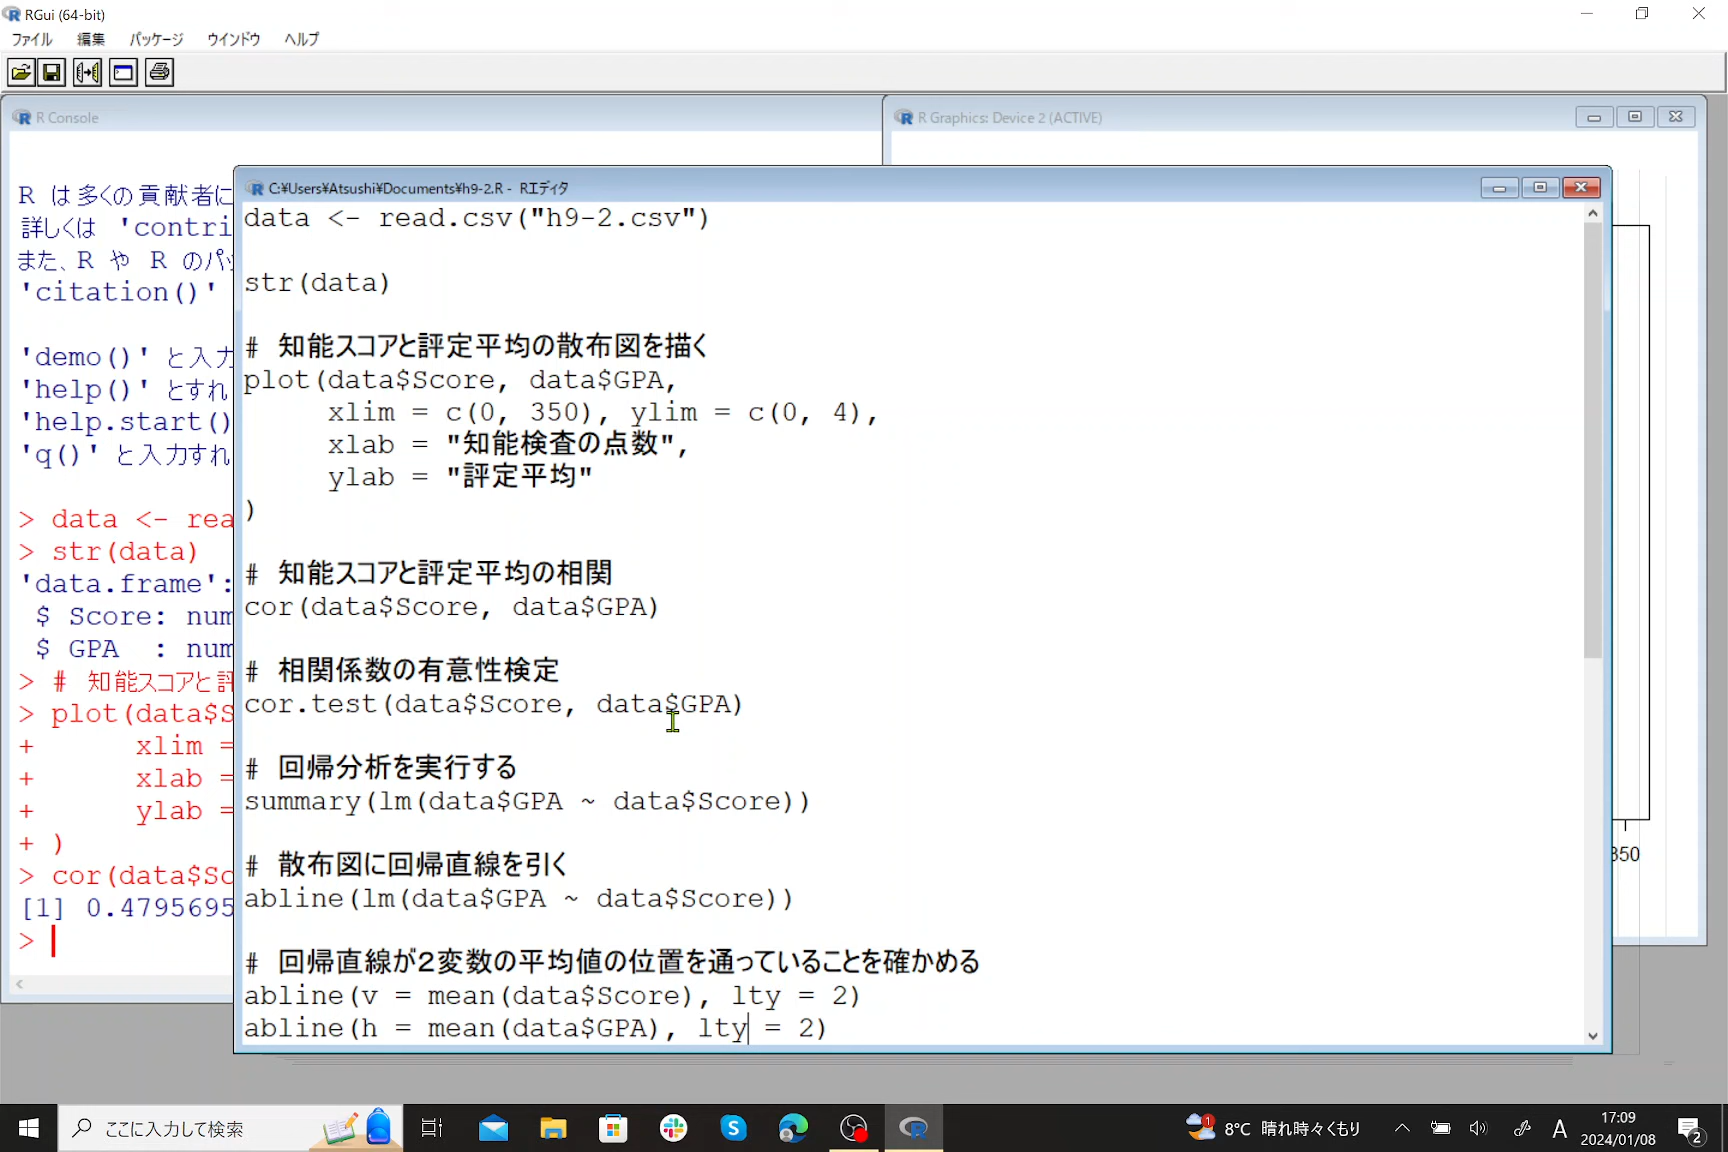 RGui (64-bit)
ファイル 編集 パッケージ ウインドウ ヘルプ
R Console
R は多くの貢献者に
詳しくは 'contri
また、R や R のパッ
'citation()'
'demo()' と入力
'help()' とすれ
'help.start()
'q()' と入力すれ
> data <- rea
> str(data)
'data.frame':
$ Score: num
$ GPA  : num
> # 知能スコアと評
> plot(data$S
+ xlim =
+ xlab =
+ ylab =
+ )
> cor(data$Sc
[1] 0.4795695
>
R Graphics: Device 2 (ACTIVE)
350
C:¥Users¥Atsushi¥Documents¥h9-2.R - Rエディタ
data <- read.csv("h9-2.csv")
str(data)
# 知能スコアと評定平均の散布図を描く
plot(data$Score, data$GPA,
xlim = c(0, 350), ylim = c(0, 4),
xlab = "知能検査の点数",
ylab = "評定平均"
)
# 知能スコアと評定平均の相関
cor(data$Score, data$GPA)
# 相関係数の有意性検定
cor.test(data$Score, data$GPA)
# 回帰分析を実行する
summary(lm(data$GPA ~ data$Score))
# 散布図に回帰直線を引く
abline(lm(data$GPA ~ data$Score))
# 回帰直線が２変数の平均値の位置を通っていることを確かめる
abline(v = mean(data$Score), lty = 2)
abline(h = mean(data$GPA), lty = 2)
ここに入力して検索
1
8°C 晴れ時々くもり
A
17:09
2024/01/08
2